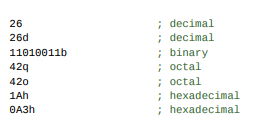 26 ; decimal
26d ; decimal
11010011b ; binary
42q ; octal
42o ; octal
1Ah ; hexadecimal
0A3h ; hexadecimal